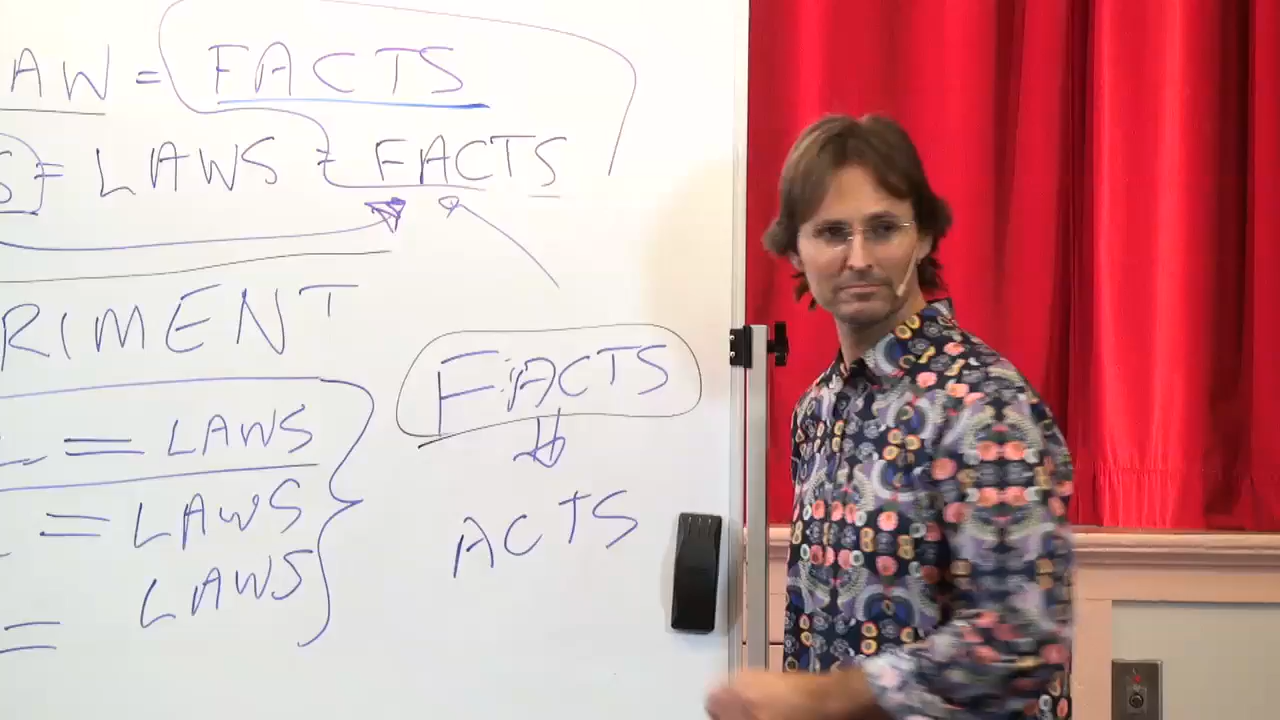 AW = FACTS
S = LAWS = FACTS
RIMENT
FACTS
= LAWS
= LAWS
ACTS
LAWS
=